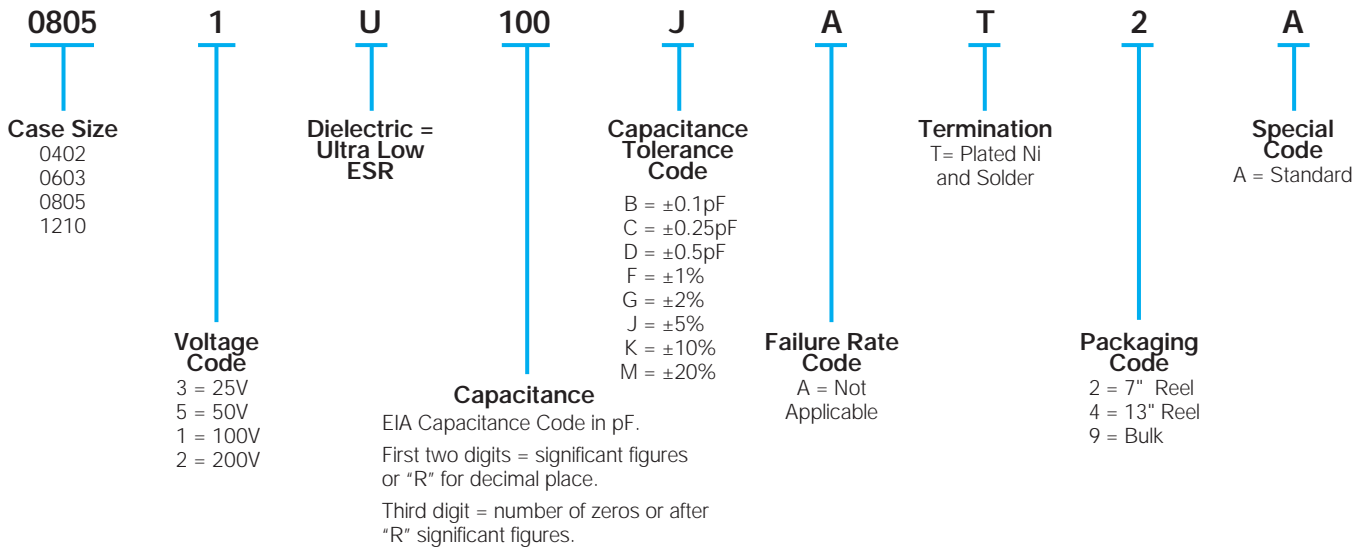 0805 1 U 100 J A T 2 A
Case Size
0402
0603
0805
1210
Voltage
Code
3 = 25V
5 = 50V
1 = 100V
2 = 200V
Dielectric =
Ultra Low
ESR
Capacitance
EIA Capacitance Code in pF.
First two digits = significant figures
or “R” for decimal place.
Third digit = number of zeros or after
“R” significant figures.
Capacitance
Tolerance
Code
B = ±0.1pF
C = ±0.25pF
D = ±0.5pF
F = ±1%
G = ±2%
J = ±5%
K = ±10%
M = ±20%
Failure Rate
Code
A = Not
Applicable
Termination
T= Plated Ni
and Solder
Packaging
Code
2 = 7" Reel
4 = 13" Reel
9 = Bulk
Special
Code
A = Standard